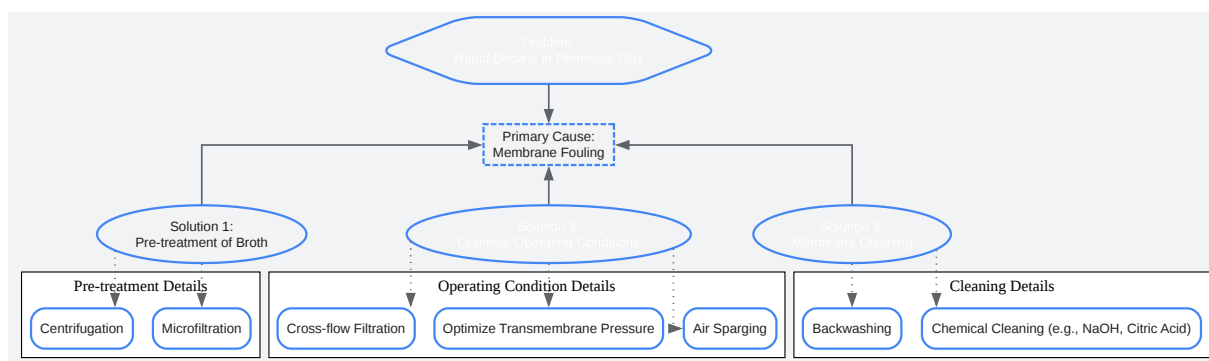 Problem:
Rapid Decline in Permeate Flux
Primary Cause:
Membrane Fouling
Solution 1:
Pre-treatment of Broth
Solution 2:
Optimize Operating Conditions
Solution 3:
Membrane Cleaning
Pre-treatment Details
Operating Condition Details
Cleaning Details
Centrifugation
Microfiltration
Cross-flow Filtration
Optimize Transmembrane Pressure
Air Sparging
Backwashing
Chemical Cleaning (e.g., NaOH, Citric Acid)